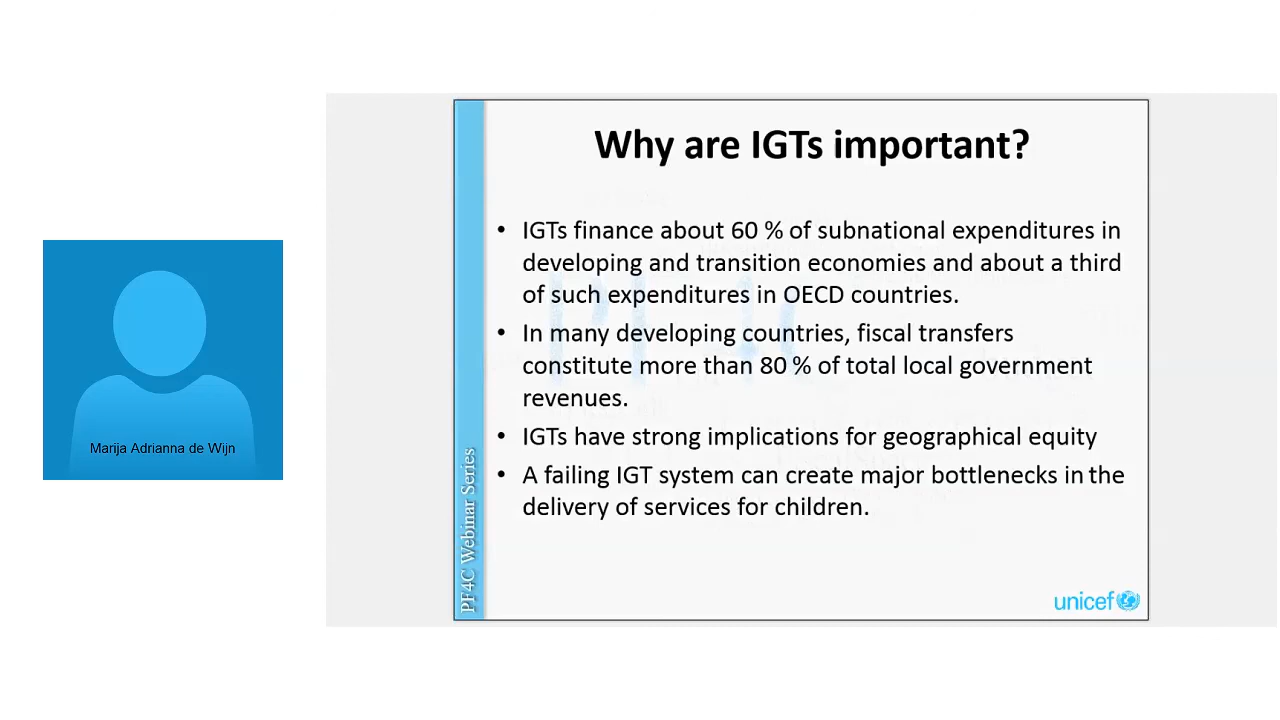 Why are IGTs important?
• IGTs finance about 60 % of subnational expenditures in
developing and transition economies and about a third
of such expenditures in OECD countries.
• In many developing countries, fiscal transfers
constitute more than 80 % of total local government
revenues.
• IGTs have strong implications for geographical equity
• A failing IGT system can create major bottlenecks in the
delivery of services for children.
Marija Adrianna de Wijn
PF4C Webinar Series
unicef
PF4C